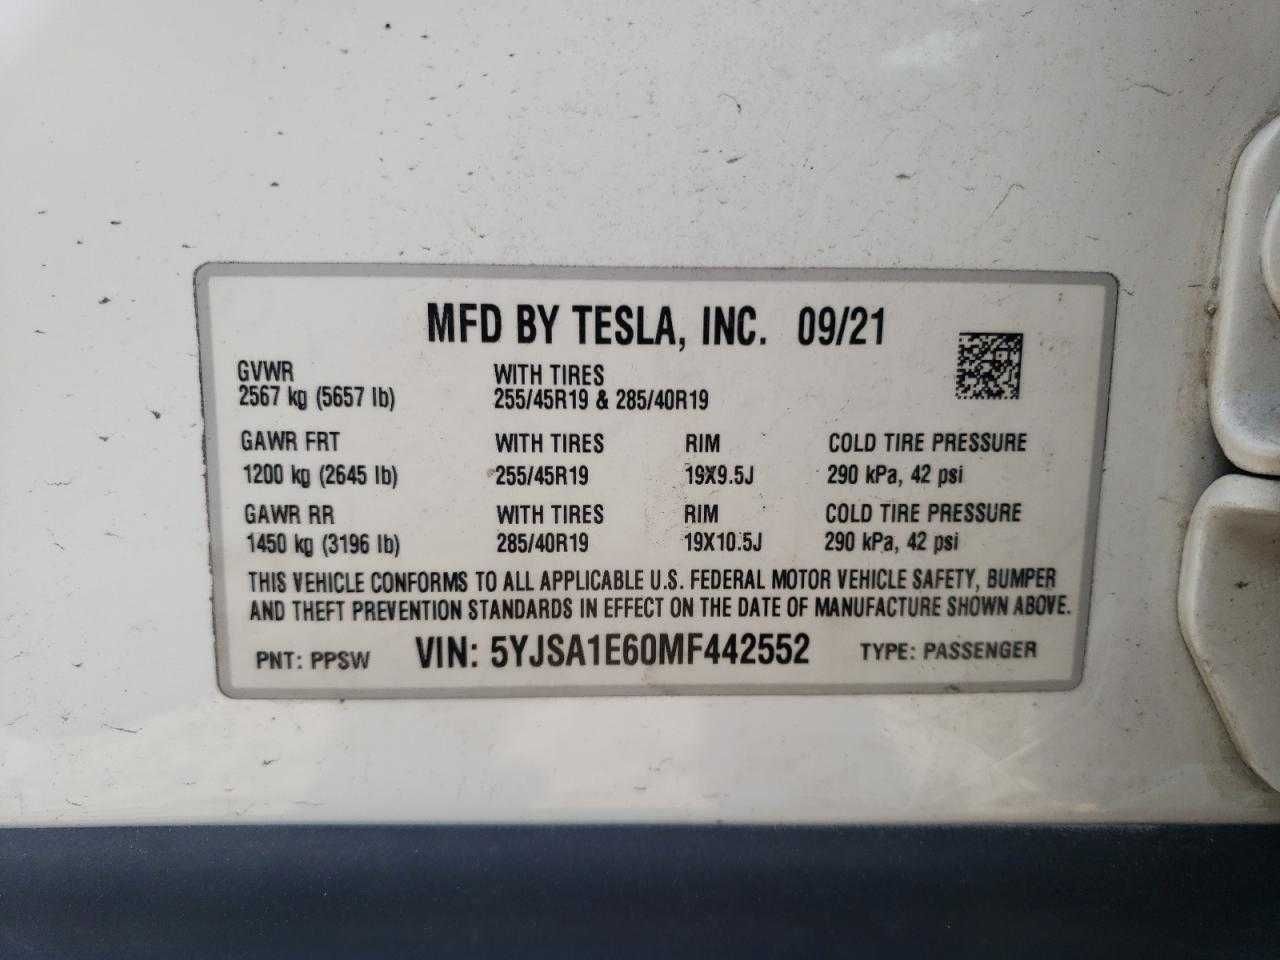 MFD BY TESLA, INC. 09/21
GVWR WITH TIRES
2567 kg (5657 lb) 255/45R19 & 285/40R19
GAWR FRT WITH TIRES RIM COLD TIRE PRESSURE
1200 kg (2645 lb) 255/45R19 19X9.5J 290 kPa, 42 psi
GAWR RR WITH TIRES RIM COLD TIRE PRESSURE
1450 kg (3196 lb) 285/40R19 19X10.5J 290 kPa, 42 psi
THIS VEHICLE CONFORMS TO ALL APPLICABLE U.S. FEDERAL MOTOR VEHICLE SAFETY, BUMPER
AND THEFT PREVENTION STANDARDS IN EFFECT ON THE DATE OF MANUFACTURE SHOWN ABOVE.
PNT: PPSW VIN: 5YJSA1E60MF442552 TYPE: PASSENGER